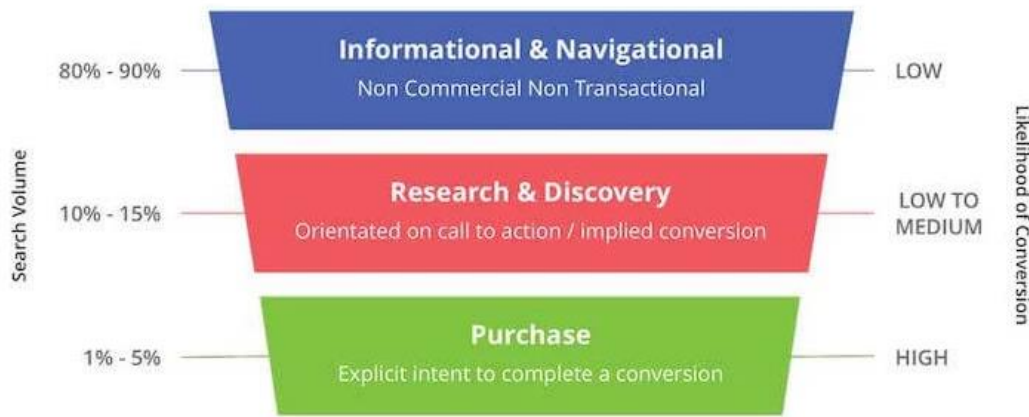 Informational & Navigational
80% - 90%
LOW
Non Commercial Non Transactional
Search Volume
Likelihood of Conversion
Research & Discovery
10% - 15%
LOW TO
MEDIUM
Orientated on call to action / implied conversion
Purchase
1% - 5%
HIGH
Explicit intent to complete a conversion